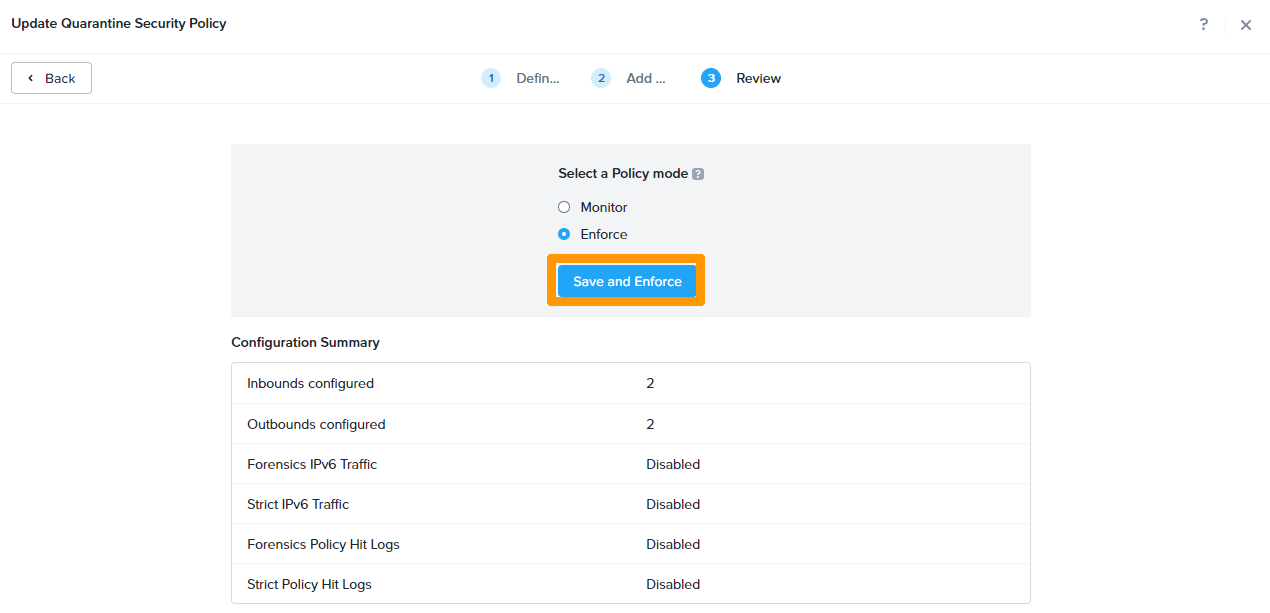 Update Quarantine Security Policy
?
Back
1 Defin... 2 Add ... 3 Review
Select a Policy mode ?
Monitor
Enforce
Save and Enforce
Configuration Summary
Inbounds configured 2
Outbounds configured 2
Forensics IPv6 Traffic Disabled
Strict IPv6 Traffic Disabled
Forensics Policy Hit Logs Disabled
Strict Policy Hit Logs Disabled